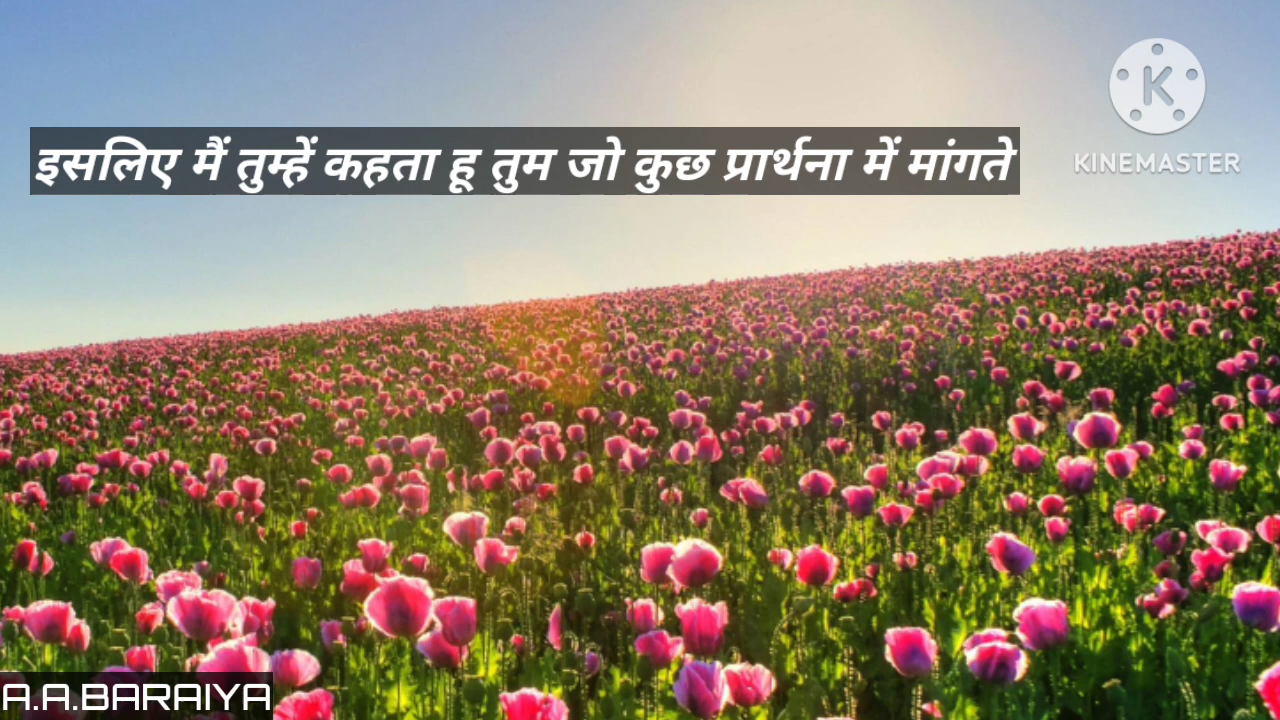 इसलिए मैं तुम्हें कहता हू तुम जो कुछ प्रार्थना में मांगते
KINEMASTER
A.A.BARAIYA